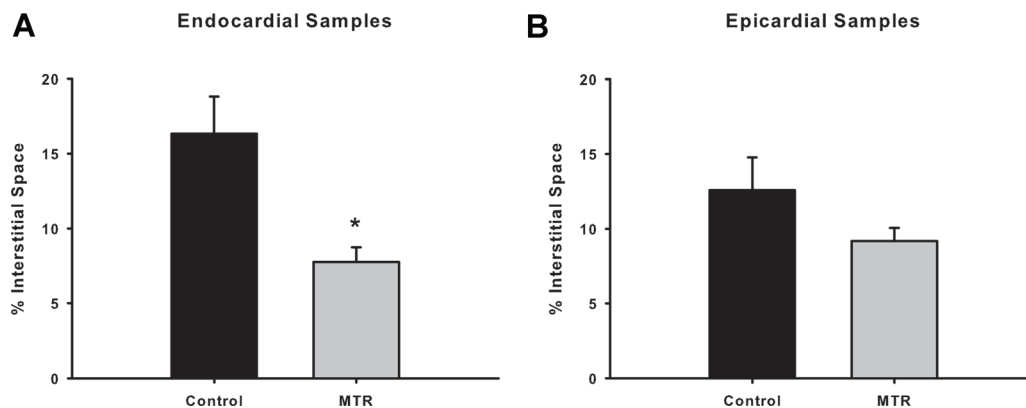 A
Endocardial Samples
% Interstitial Space
20
15
10
5
0
*
Control
MTR
B
Epicardial Samples
% Interstitial Space
20
15
10
5
0
Control
MTR